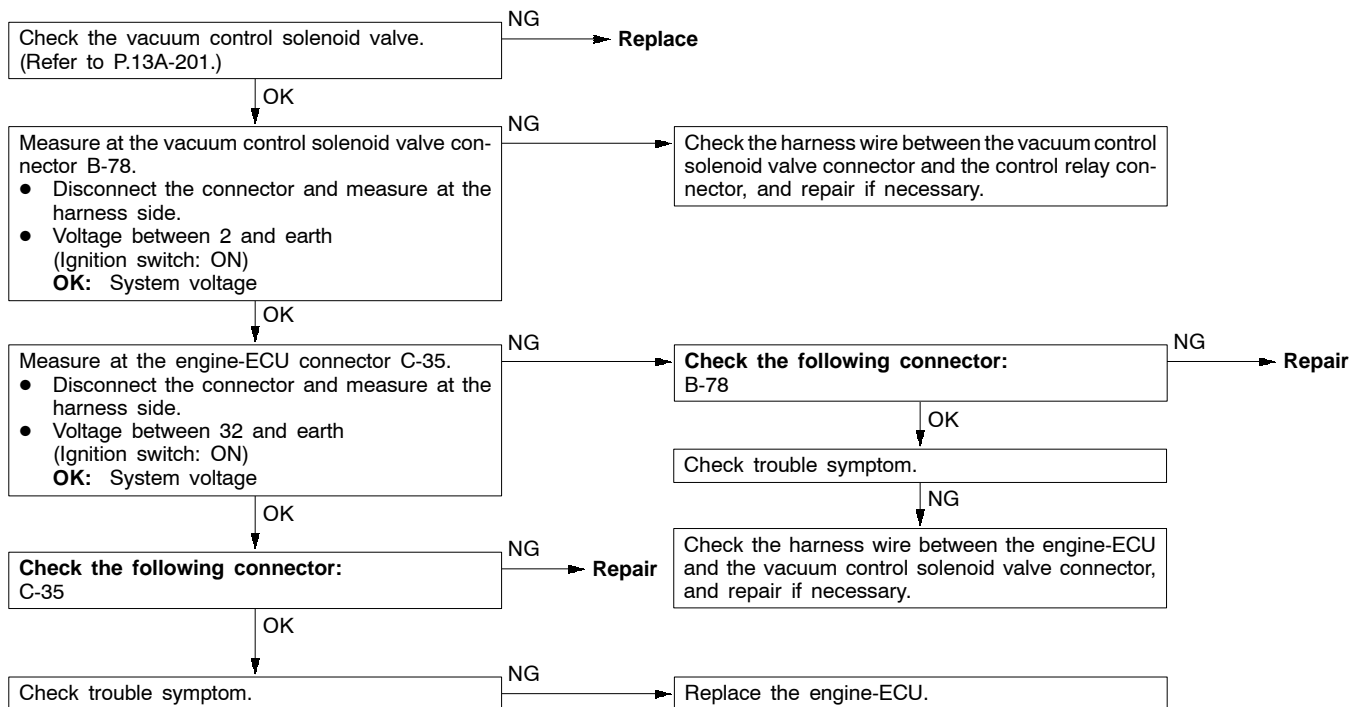 Check the vacuum control solenoid valve.
(Refer to P.13A-201.)
NG
Replace
OK
Measure at the vacuum control solenoid valve con-
nector B-78.
● Disconnect the connector and measure at the
harness side.
● Voltage between 2 and earth
(Ignition switch: ON)
OK: System voltage
NG
Check the harness wire between the vacuum control
solenoid valve connector and the control relay con-
nector, and repair if necessary.
OK
Measure at the engine-ECU connector C-35.
● Disconnect the connector and measure at the
harness side.
● Voltage between 32 and earth
(Ignition switch: ON)
OK: System voltage
NG
Check the following connector:
B-78
NG
Repair
OK
Check trouble symptom.
NG
Check the harness wire between the engine-ECU
and the vacuum control solenoid valve connector,
and repair if necessary.
OK
Check the following connector:
C-35
NG
Repair
OK
Check trouble symptom.
NG
Replace the engine-ECU.